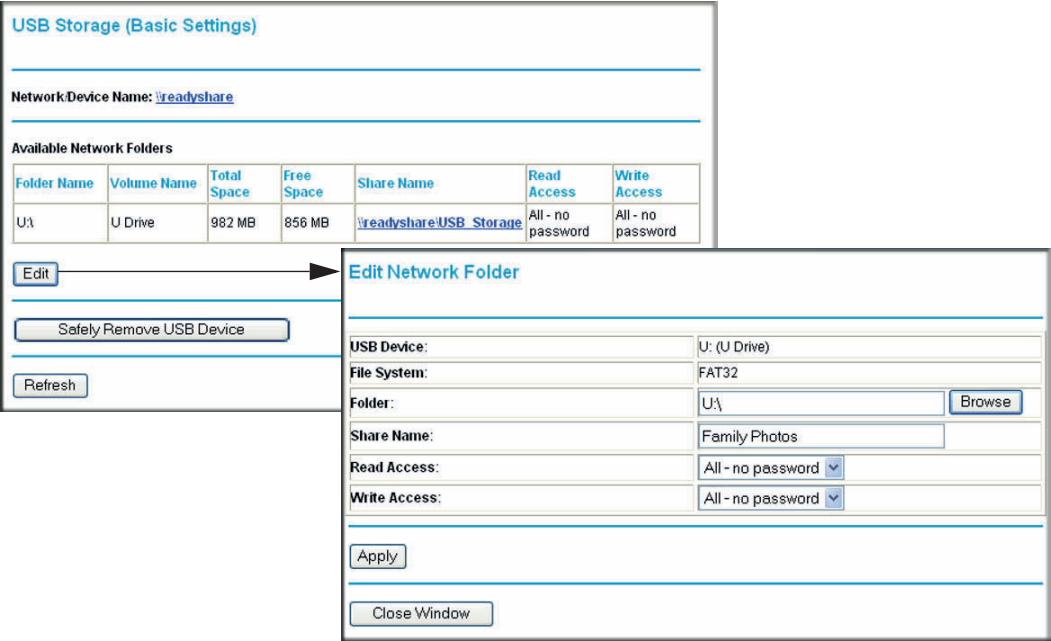 USB Storage (Basic Settings)
Network/Device Name: \\readyshare
Available Network Folders
Folder Name Volume Name Total Space Free Space Share Name Read Access Write Access
U:\ U Drive 982 MB 856 MB \\readyshare\USB_Storage All - no password All - no password
Edit
Safely Remove USB Device
Refresh
Edit Network Folder
USB Device: U: (U Drive)
File System: FAT32
Folder: U:\ Browse
Share Name: Family Photos
Read Access: All - no password
Write Access: All - no password
Apply
Close Window